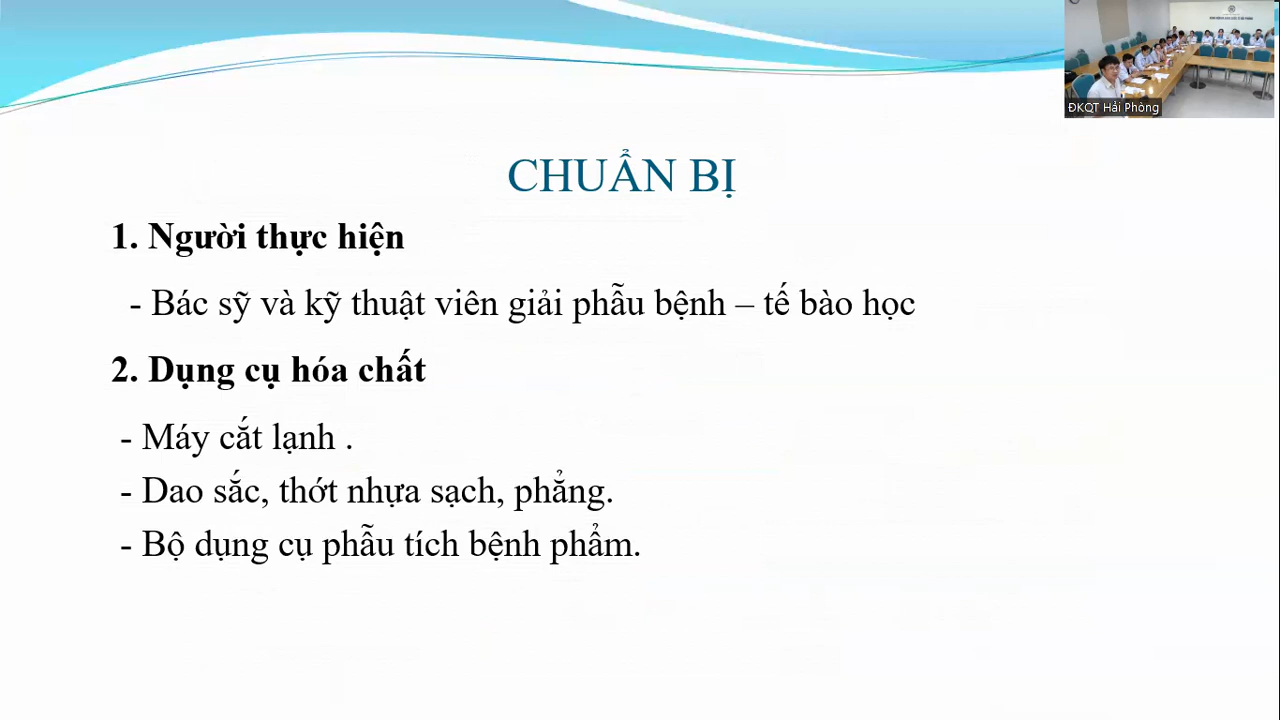 ĐKQT Hải Phòng
CHUẨN BỊ
1. Người thực hiện
- Bác sỹ và kỹ thuật viên giải phẫu bệnh – tế bào học
2. Dụng cụ hóa chất
- Máy cắt lạnh .
- Dao sắc, thớt nhựa sạch, phẳng.
- Bộ dụng cụ phẫu tích bệnh phẩm.